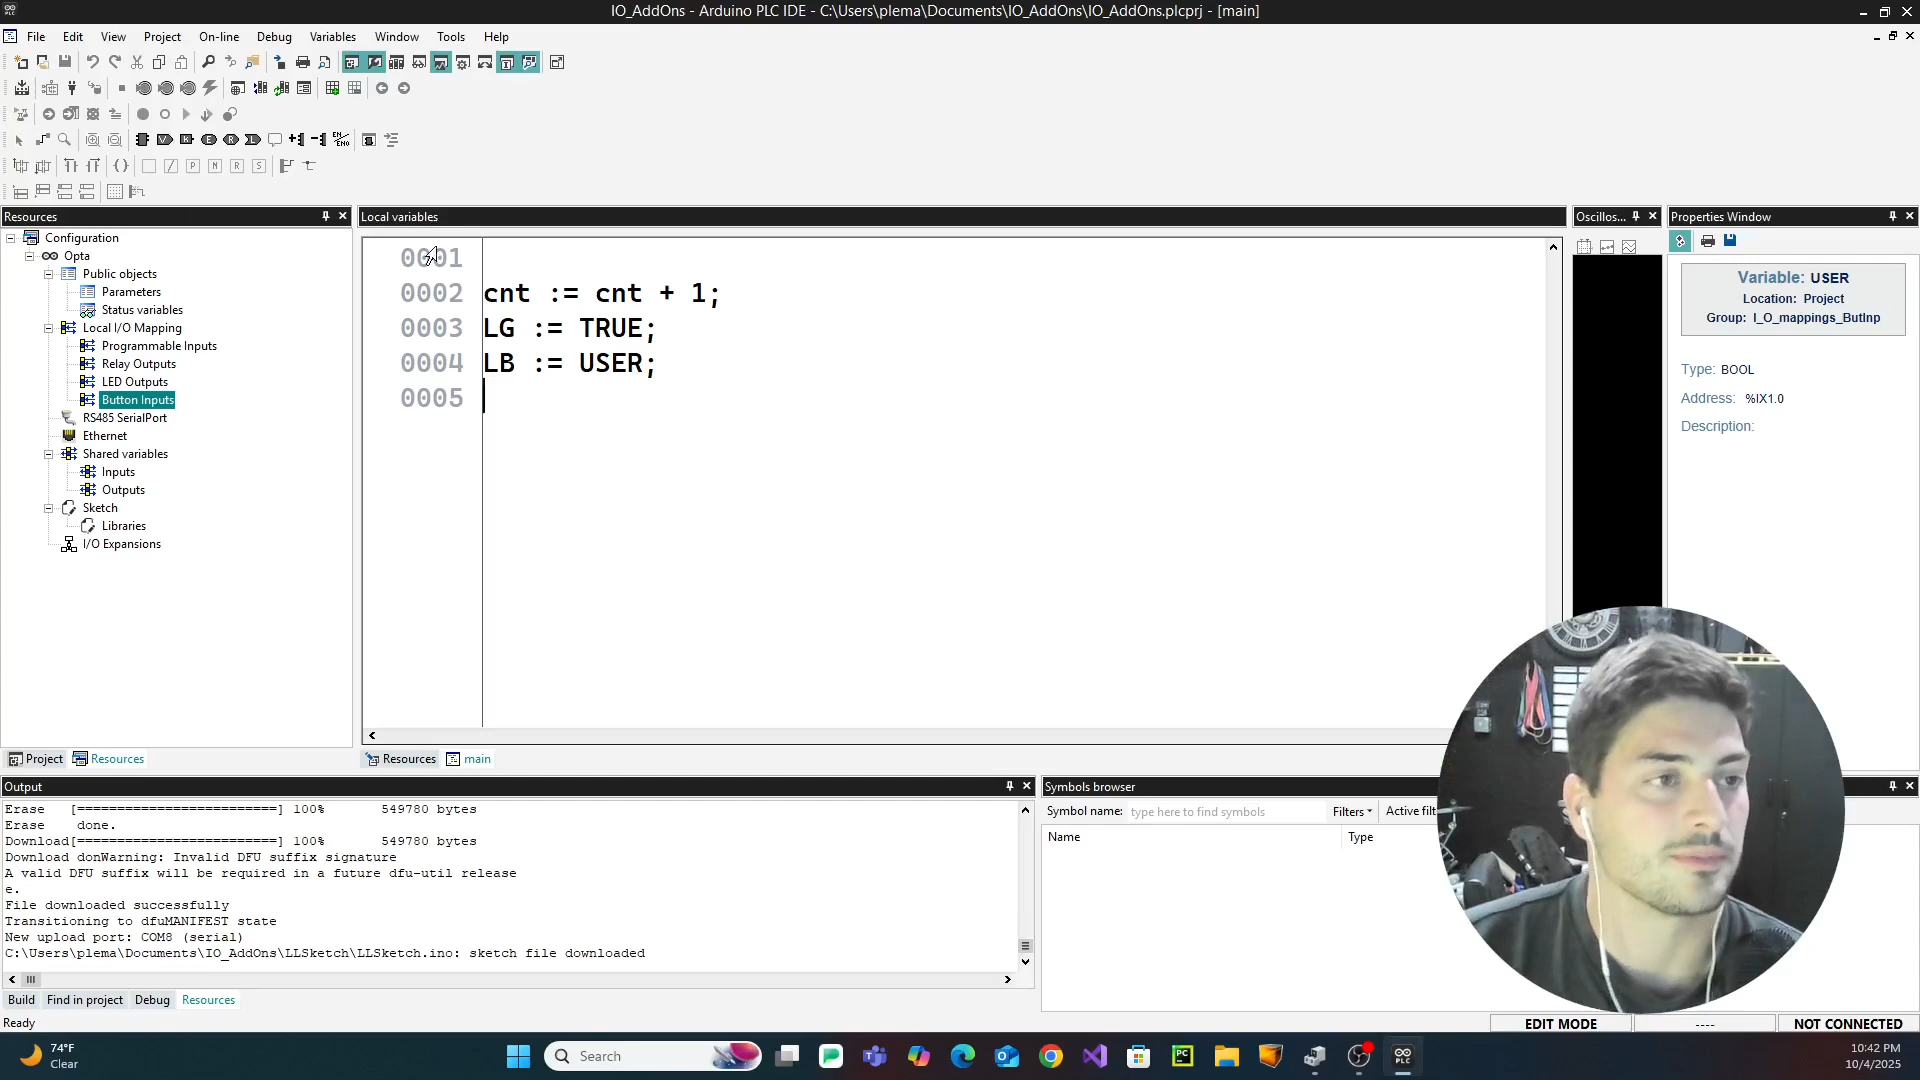 IO_AddOns - Arduino PLC IDE - C:\Users\plema\Documents\IO_AddOns\IO_AddOns.plcprj - [main]
File Edit View Project On-line Debug Variables Window Tools Help
Resources
Configuration
Opta
Public objects
Parameters
Status variables
Local I/O Mapping
Programmable Inputs
Relay Outputs
LED Outputs
Button Inputs
RS485 SerialPort
Ethernet
Shared variables
Inputs
Outputs
Sketch
Libraries
I/O Expansions
Project Resources
Local variables
0001
0002 cnt := cnt + 1;
0003 LG := TRUE;
0004 LB := USER;
0005
Resources main
Oscillos...
Properties Window
Variable: USER
Location: Project
Group: I_O_mappings_ButInp
Type: BOOL
Address: %IX1.0
Description:
Output
Erase [=========================] 100% 549780 bytes
Erase done.
Download[=========================] 100% 549780 bytes
Download donWarning: Invalid DFU suffix signature
A valid DFU suffix will be required in a future dfu-util release
e.
File downloaded successfully
Transitioning to dfuMANIFEST state
New upload port: COM8 (serial)
C:\Users\plema\Documents\IO_AddOns\LLSketch\LLSketch.ino: sketch file downloaded
Build Find in project Debug Resources
Symbols browser
Symbol name: type here to find symbols Filters Active filt
Name Type
Ready
EDIT MODE ---- NOT CONNECTED
74°F
Clear
Search
10:42 PM
10/4/2025